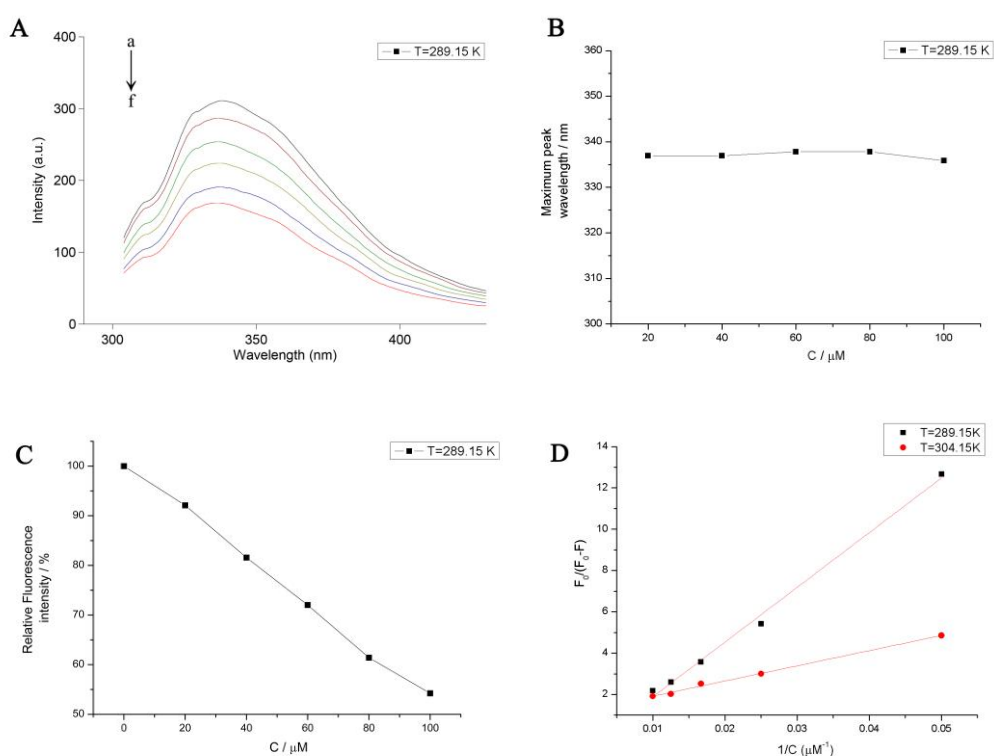 A
a
f
T=289.15 K
400
300
200
100
0
300
350
400
Intensity (a.u.)
Wavelength (nm)
B
T=289.15 K
360
350
340
330
320
310
300
20
40
60
80
100
Maximum peak
wavelength / nm
C / μM
C
T=289.15 K
100
90
80
70
60
50
0
20
40
60
80
100
Relative Fluorescence
intensity / %
C / μM
D
T=289.15K
T=304.15K
14
12
10
8
6
4
2
0.01
0.02
0.03
0.04
0.05
F₀/(F₀-F)
1/C (μM⁻¹)